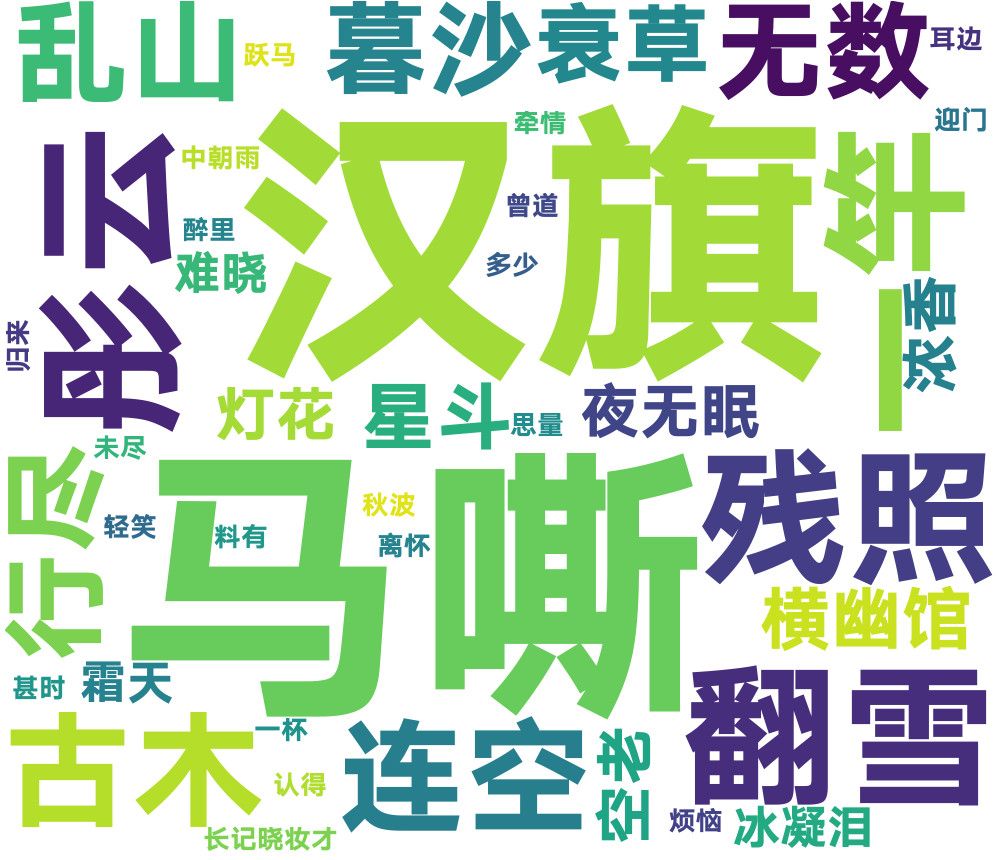 乱山
跃马
暮沙衰草
无数
耳边
汉旗
牵情
迎门
彤云
中朝雨
曾道
一竿
醉里
难晓
多少
浓香
归来
灯花
星斗
思量
夜无眠
行尽
未尽
马嘶
秋波
残照
轻笑
料有
离怀
横幽馆
甚时
霜天
翻雪
古木
一杯
连空
空老
认得
烦恼
冰凝泪
长记晓妆才